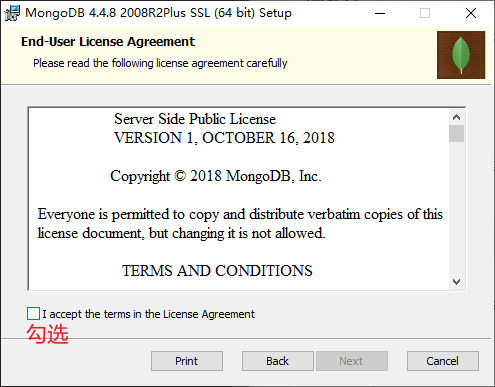 MongoDB 4.4.8 2008R2Plus SSL (64 bit) Setup
End-User License Agreement
Please read the following license agreement carefully
Server Side Public License
VERSION 1, OCTOBER 16, 2018
Copyright © 2018 MongoDB, Inc.
Everyone is permitted to copy and distribute verbatim copies of this
license document, but changing it is not allowed.
TERMS AND CONDITIONS
I accept the terms in the License Agreement
勾选
Print Back Next Cancel